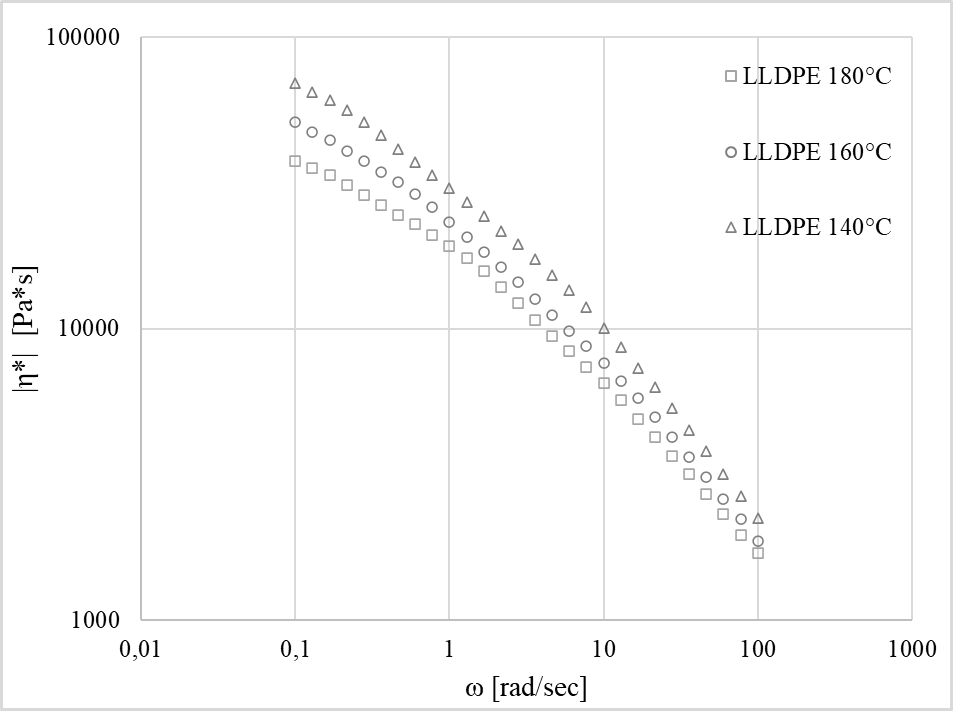 100000
10000
1000
|η*| [Pa*s]
LLDPE 180°C
LLDPE 160°C
LLDPE 140°C
0,01 0,1 1 10 100 1000
ω [rad/sec]